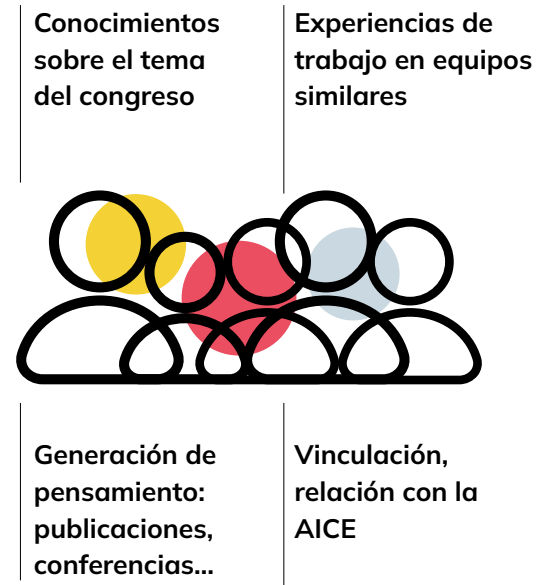 Conocimientos
sobre el tema
del congreso
Experiencias de
trabajo en equipos
similares
Generación de
pensamiento:
publicaciones,
conferencias...
Vinculación,
relación con la
AICE